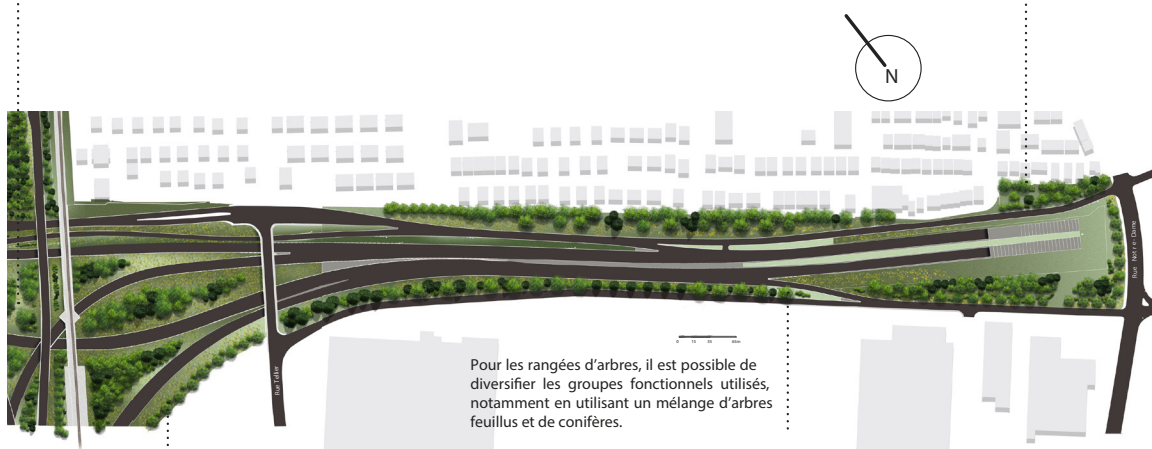 N
Rue Notre-Dame
Rue Tellier
Pour les rangées d'arbres, il est possible de
diversifier les groupes fonctionnels utilisés,
notamment en utilisant un mélange d'arbres
feuillus et de conifères.